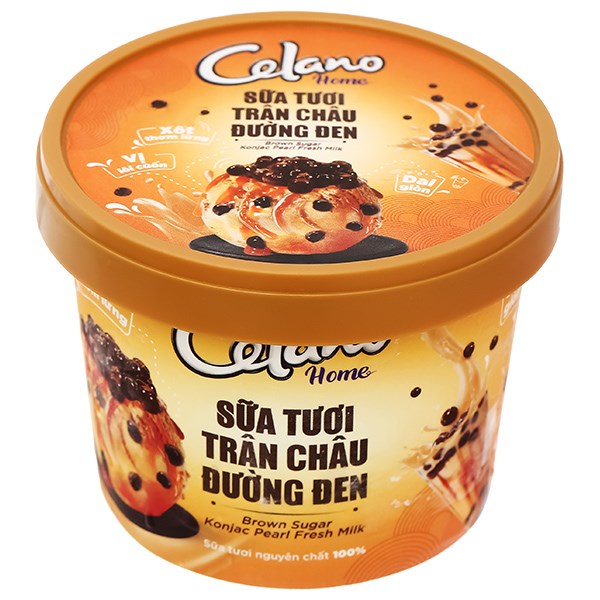 Celano
Home
SỮA TƯƠI
TRÂN CHÂU
ĐƯỜNG ĐEN
Brown Sugar
Konjac Pearl Fresh Milk
Xốt
thơm lừng
Vị
lôi cuốn
Dai
giòn
Celano
Home
SỮA TƯƠI
TRÂN CHÂU
ĐƯỜNG ĐEN
Brown Sugar
Konjac Pearl Fresh Milk
Sữa tươi nguyên chất 100%